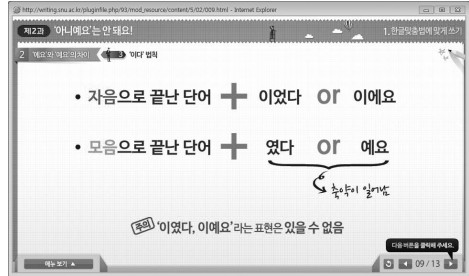 http://writing.snu.ac.kr/pluginfile.php/93/mod_resource/content/5/02/009.html - Internet Explorer
제2과 '아니예요'는 안 돼요!
1. 한글맞춤법에 맞게 쓰기
2 '예요'와 '에요'의 차이 3 '이다' 법칙
• 자음으로 끝난 단어 + 이었다 or 이에요
• 모음으로 끝난 단어 + 였다 or 예요
축약이 일어남
주의 '이였다, 이예요'라는 표현은 있을 수 없음
다음 버튼을 클릭해 주세요.
메뉴 보기 ▲
09 / 13